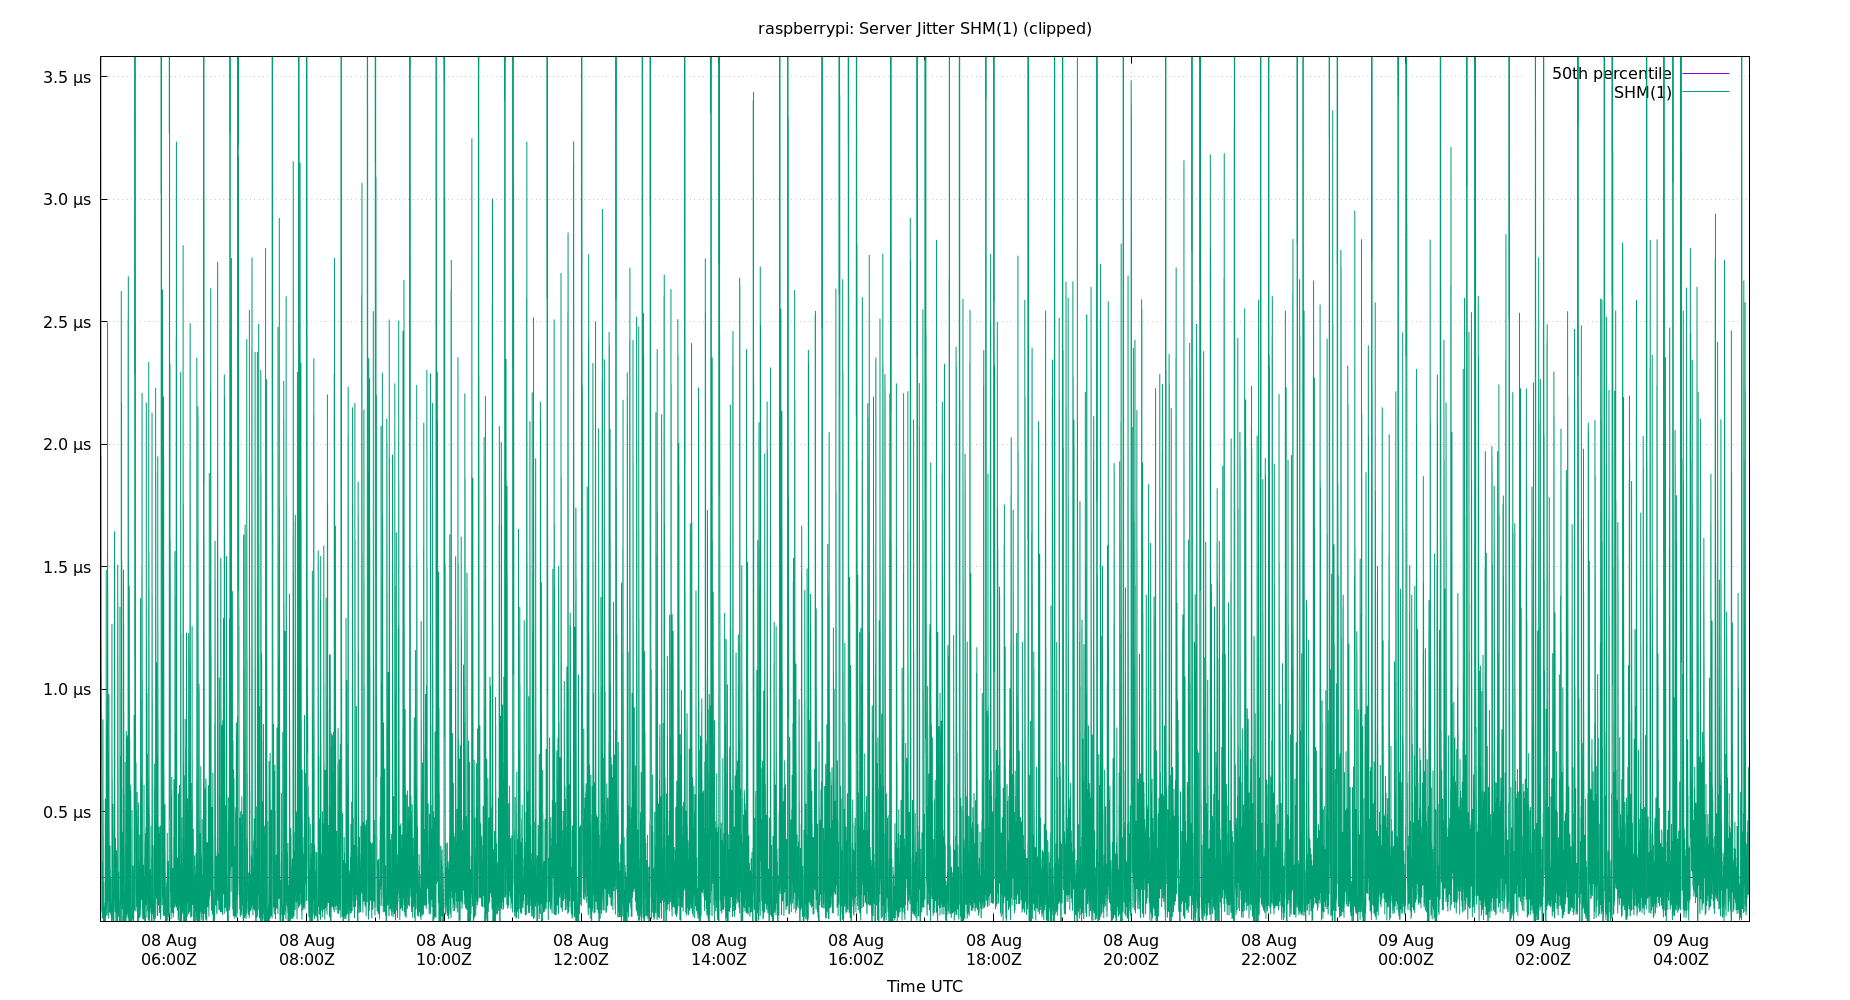 raspberrypi: Server Jitter SHM(1) (clipped)
50th percentile
SHM(1)
3.5 µs
3.0 µs
2.5 µs
2.0 µs
1.5 µs
1.0 µs
0.5 µs
08 Aug 08 Aug 08 Aug 08 Aug 08 Aug 08 Aug 08 Aug 08 Aug 08 Aug 09 Aug 09 Aug 09 Aug
06:00Z 08:00Z 10:00Z 12:00Z 14:00Z 16:00Z 18:00Z 20:00Z 22:00Z 00:00Z 02:00Z 04:00Z
Time UTC